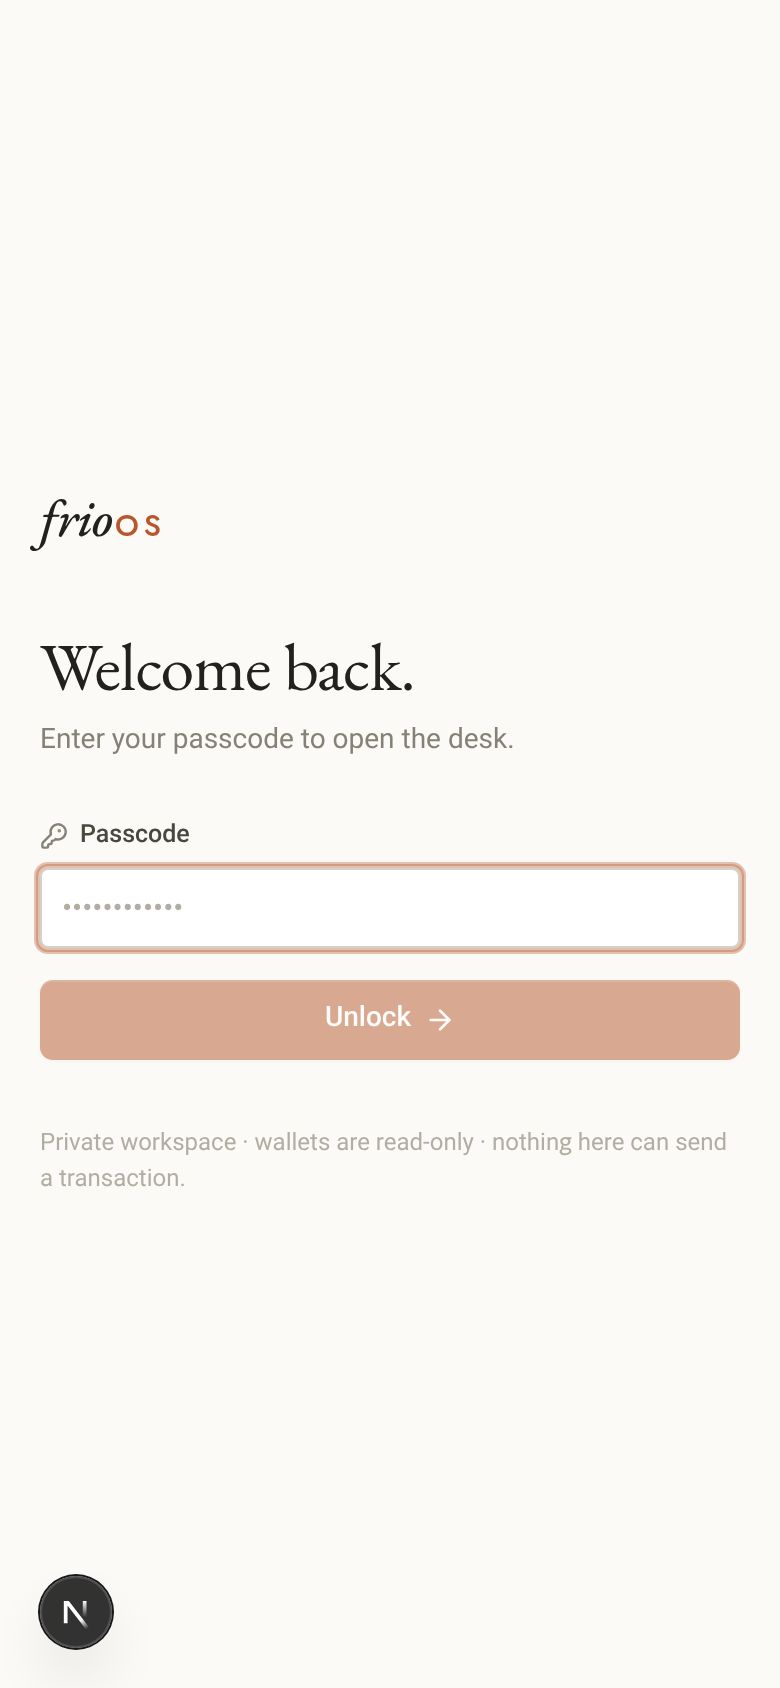 frioos
Welcome back.
Enter your passcode to open the desk.
Passcode
••••••••••••
Unlock →
Private workspace · wallets are read-only · nothing here can send
a transaction.
N